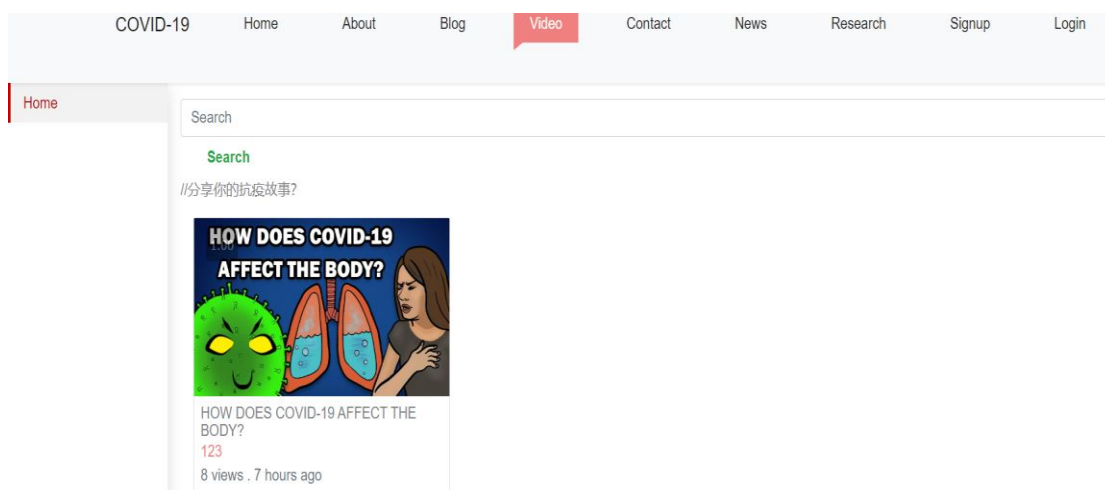 COVID-19 Home About Blog Video Contact News Research Signup Login
Home
Search
Search
//分享你的抗疫故事?
HOW DOES COVID-19
1:00
AFFECT THE BODY?
HOW DOES COVID-19 AFFECT THE
BODY?
123
8 views . 7 hours ago